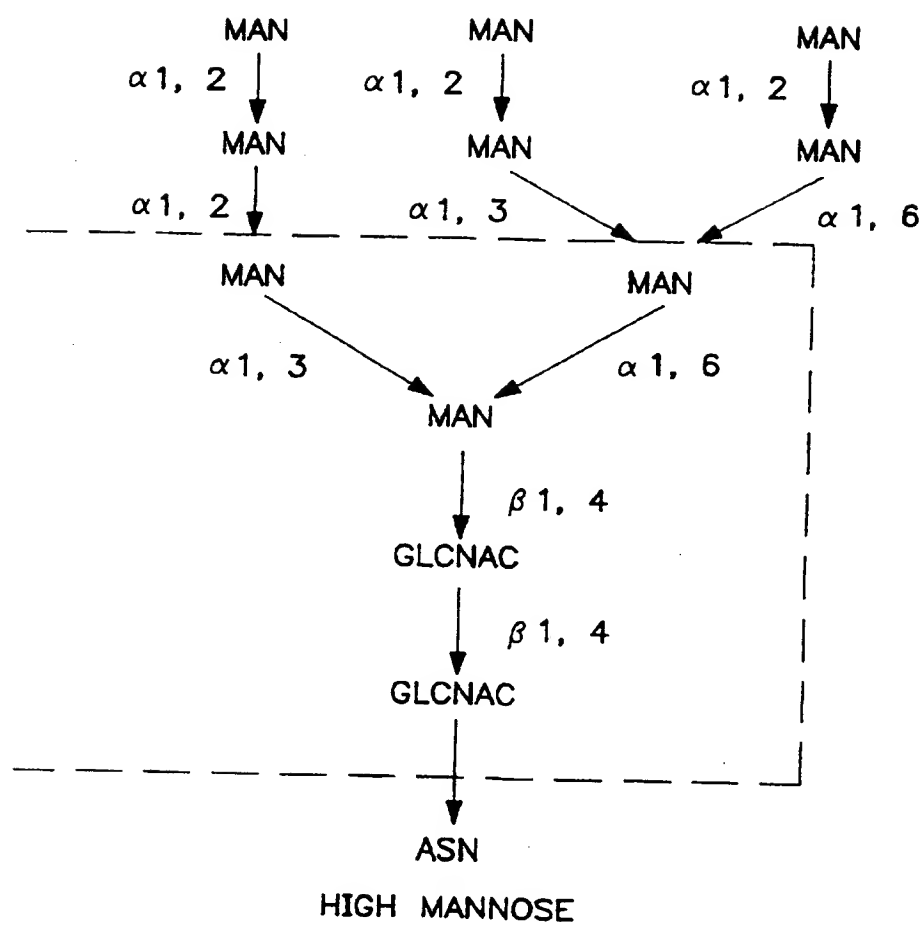 MAN MAN MAN
α1, 2 α1, 2 α1, 2
MAN MAN MAN
α1, 2 α1, 3 α1, 6
MAN MAN
α1, 3 α1, 6
MAN
β1, 4
GLCNAC
β1, 4
GLCNAC
ASN
HIGH MANNOSE